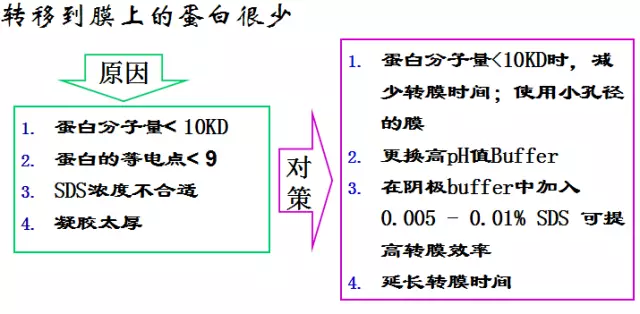 转移到膜上的蛋白很少
原因
1. 蛋白分子量< 10KD
2. 蛋白的等电点< 9
3. SDS浓度不合适
4. 凝胶太厚
对
策
1. 蛋白分子量<10KD时，减
少转膜时间；使用小孔径
的膜
2. 更换高pH值Buffer
3. 在阴极buffer中加入
0.005 - 0.01% SDS 可提
高转膜效率
4. 延长转膜时间